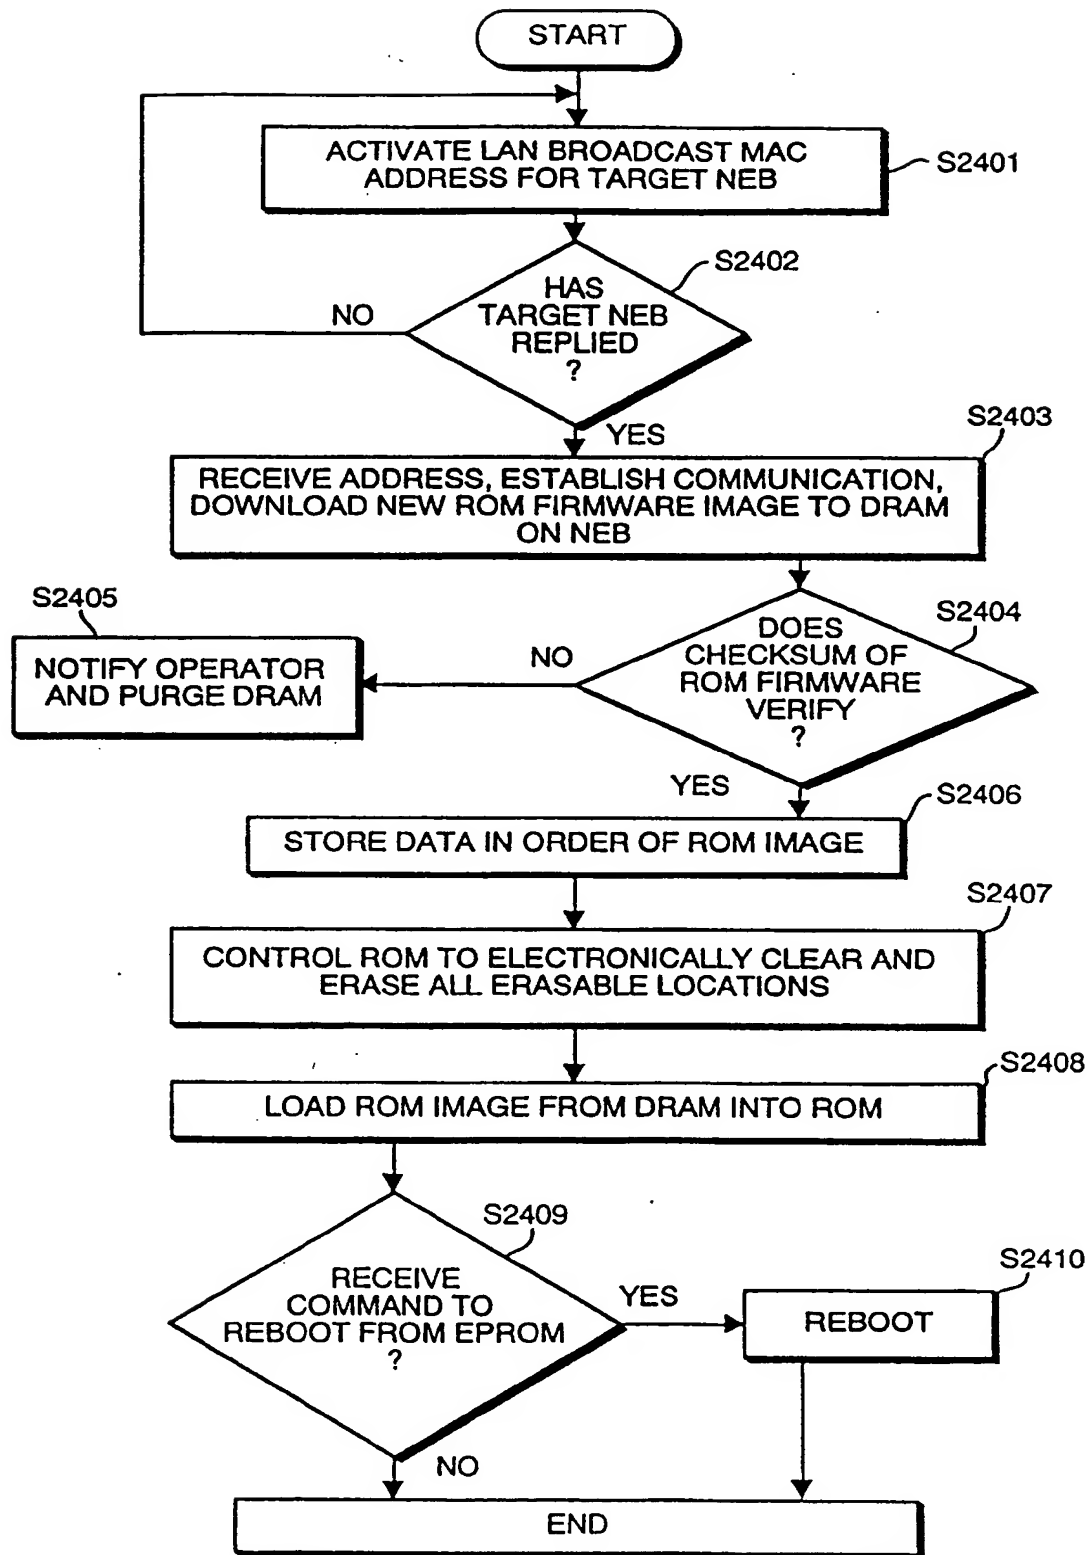 START
ACTIVATE LAN BROADCAST MAC
ADDRESS FOR TARGET NEB
S2401
S2402
HAS
TARGET NEB
REPLIED
?
NO
YES
S2403
RECEIVE ADDRESS, ESTABLISH COMMUNICATION,
DOWNLOAD NEW ROM FIRMWARE IMAGE TO DRAM
ON NEB
S2405
NOTIFY OPERATOR
AND PURGE DRAM
NO
S2404
DOES
CHECKSUM OF
ROM FIRMWARE
VERIFY
?
YES
S2406
STORE DATA IN ORDER OF ROM IMAGE
S2407
CONTROL ROM TO ELECTRONICALLY CLEAR AND
ERASE ALL ERASABLE LOCATIONS
S2408
LOAD ROM IMAGE FROM DRAM INTO ROM
S2409
RECEIVE
COMMAND TO
REBOOT FROM EPROM
?
YES
S2410
REBOOT
NO
END